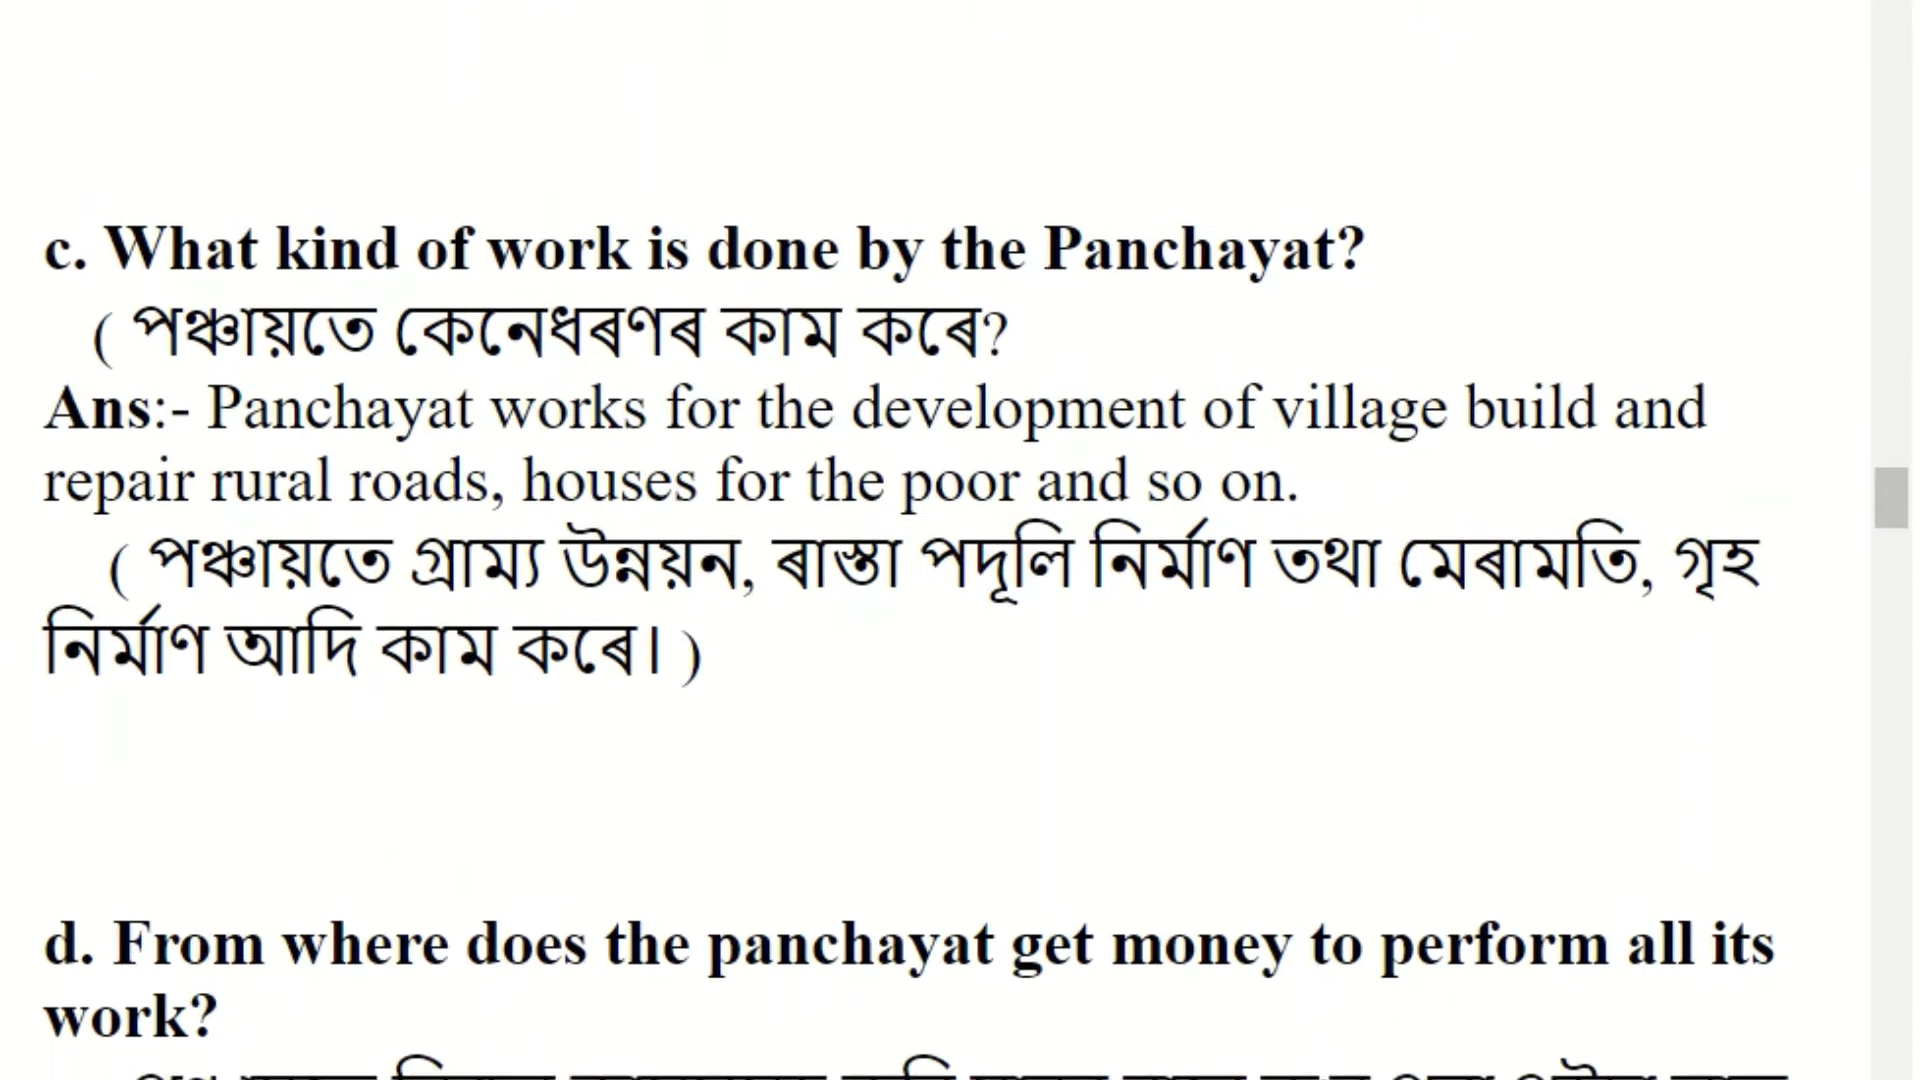 c. What kind of work is done by the Panchayat?
( পঞ্চায়তে কেনেধৰণৰ কাম কৰে?
Ans:- Panchayat works for the development of village build and
repair rural roads, houses for the poor and so on.
( পঞ্চায়তে গ্ৰাম্য উন্নয়ন, ৰাস্তা পদূলি নিৰ্মাণ তথা মেৰামতি, গৃহ
নিৰ্মাণ আদি কাম কৰে। )
d. From where does the panchayat get money to perform all its
work?